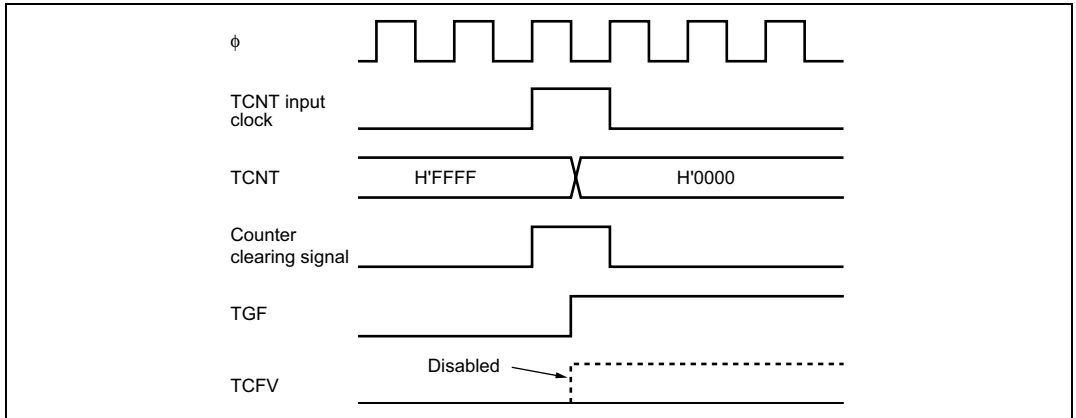 ϕ
TCNT input
clock
TCNT
H'FFFF
H'0000
Counter
clearing signal
TGF
Disabled
TCFV